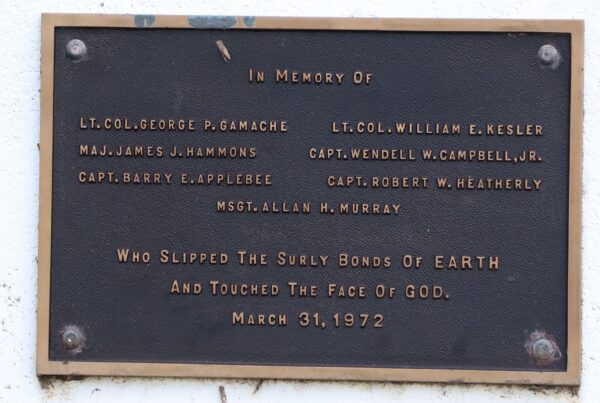 In Memory Of
LT. COL. GEORGE P. GAMACHE LT. COL. WILLIAM E. KESLER
MAJ. JAMES J. HAMMONS CAPT. WENDELL W. CAMPBELL, JR.
CAPT. BARRY E. APPLEBEE CAPT. ROBERT W. HEATHERLY
MSGT. ALLAN H. MURRAY
Who Slipped The Surly Bonds Of EARTH
And Touched The Face Of GOD.
March 31, 1972